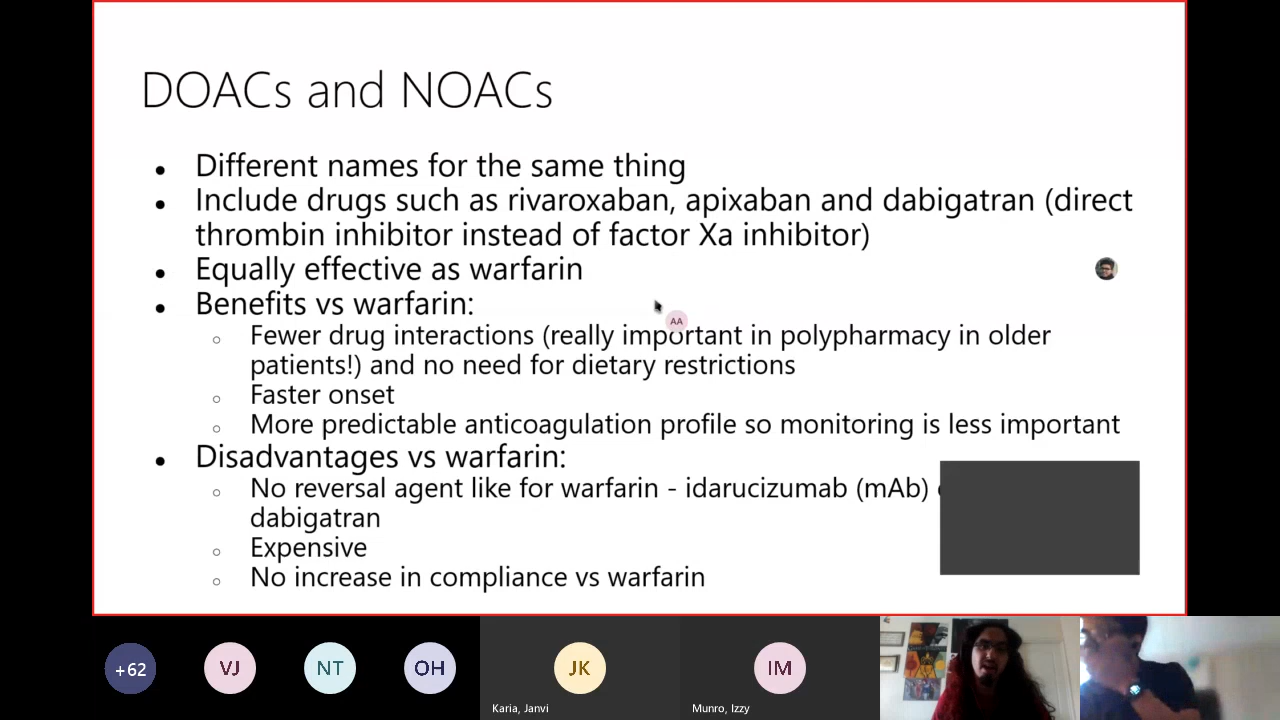 DOACs and NOACs
• Different names for the same thing
• Include drugs such as rivaroxaban, apixaban and dabigatran (direct
thrombin inhibitor instead of factor Xa inhibitor)
• Equally effective as warfarin
• Benefits vs warfarin:
AA
○ Fewer drug interactions (really important in polypharmacy in older
patients!) and no need for dietary restrictions
○ Faster onset
○ More predictable anticoagulation profile so monitoring is less important
• Disadvantages vs warfarin:
○ No reversal agent like for warfarin - idarucizumab (mAb)
dabigatran
○ Expensive
○ No increase in compliance vs warfarin
+62
VJ
NT
OH
JK
IM
Karia, Janvi
Munro, Izzy